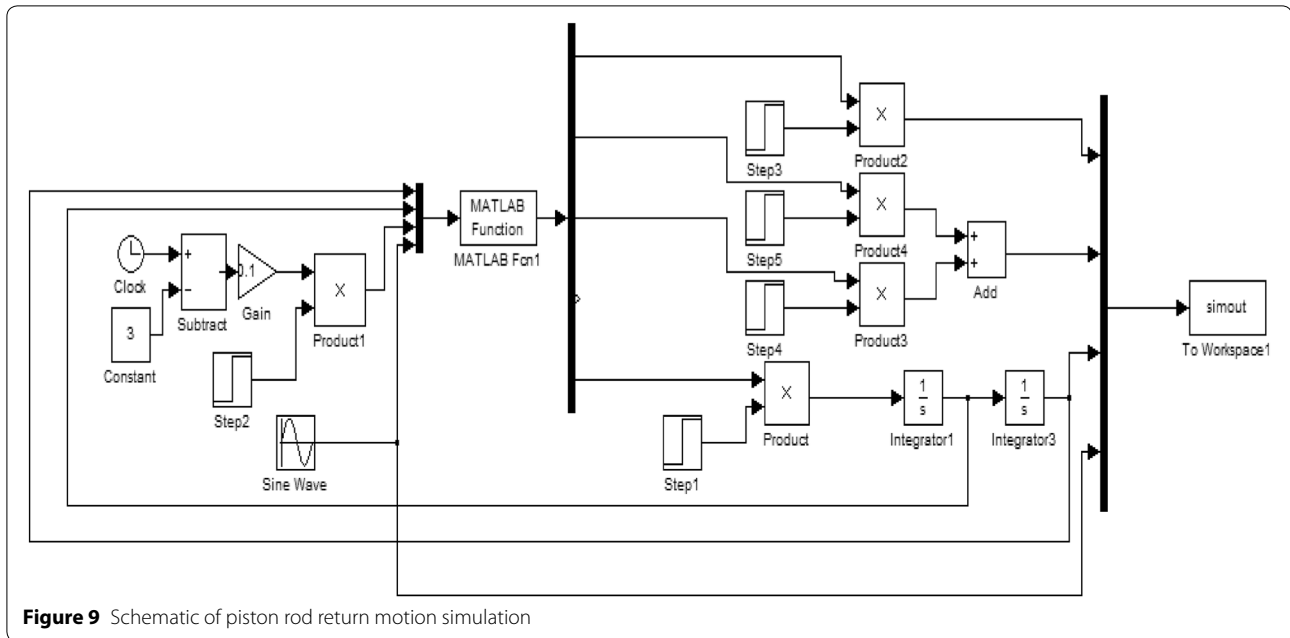 X
Product2
Step3
MATLAB
Function
MATLAB Fcn1
X
Product4
Step5
+
+
Add
Clock
+
−
Subtract
0.1
Gain
X
Product1
3
Constant
Step2
X
Product3
Step4
simout
To Workspace1
X
Product
Step1
1
s
Integrator1
1
s
Integrator3
Sine Wave
Figure 9 Schematic of piston rod return motion simulation